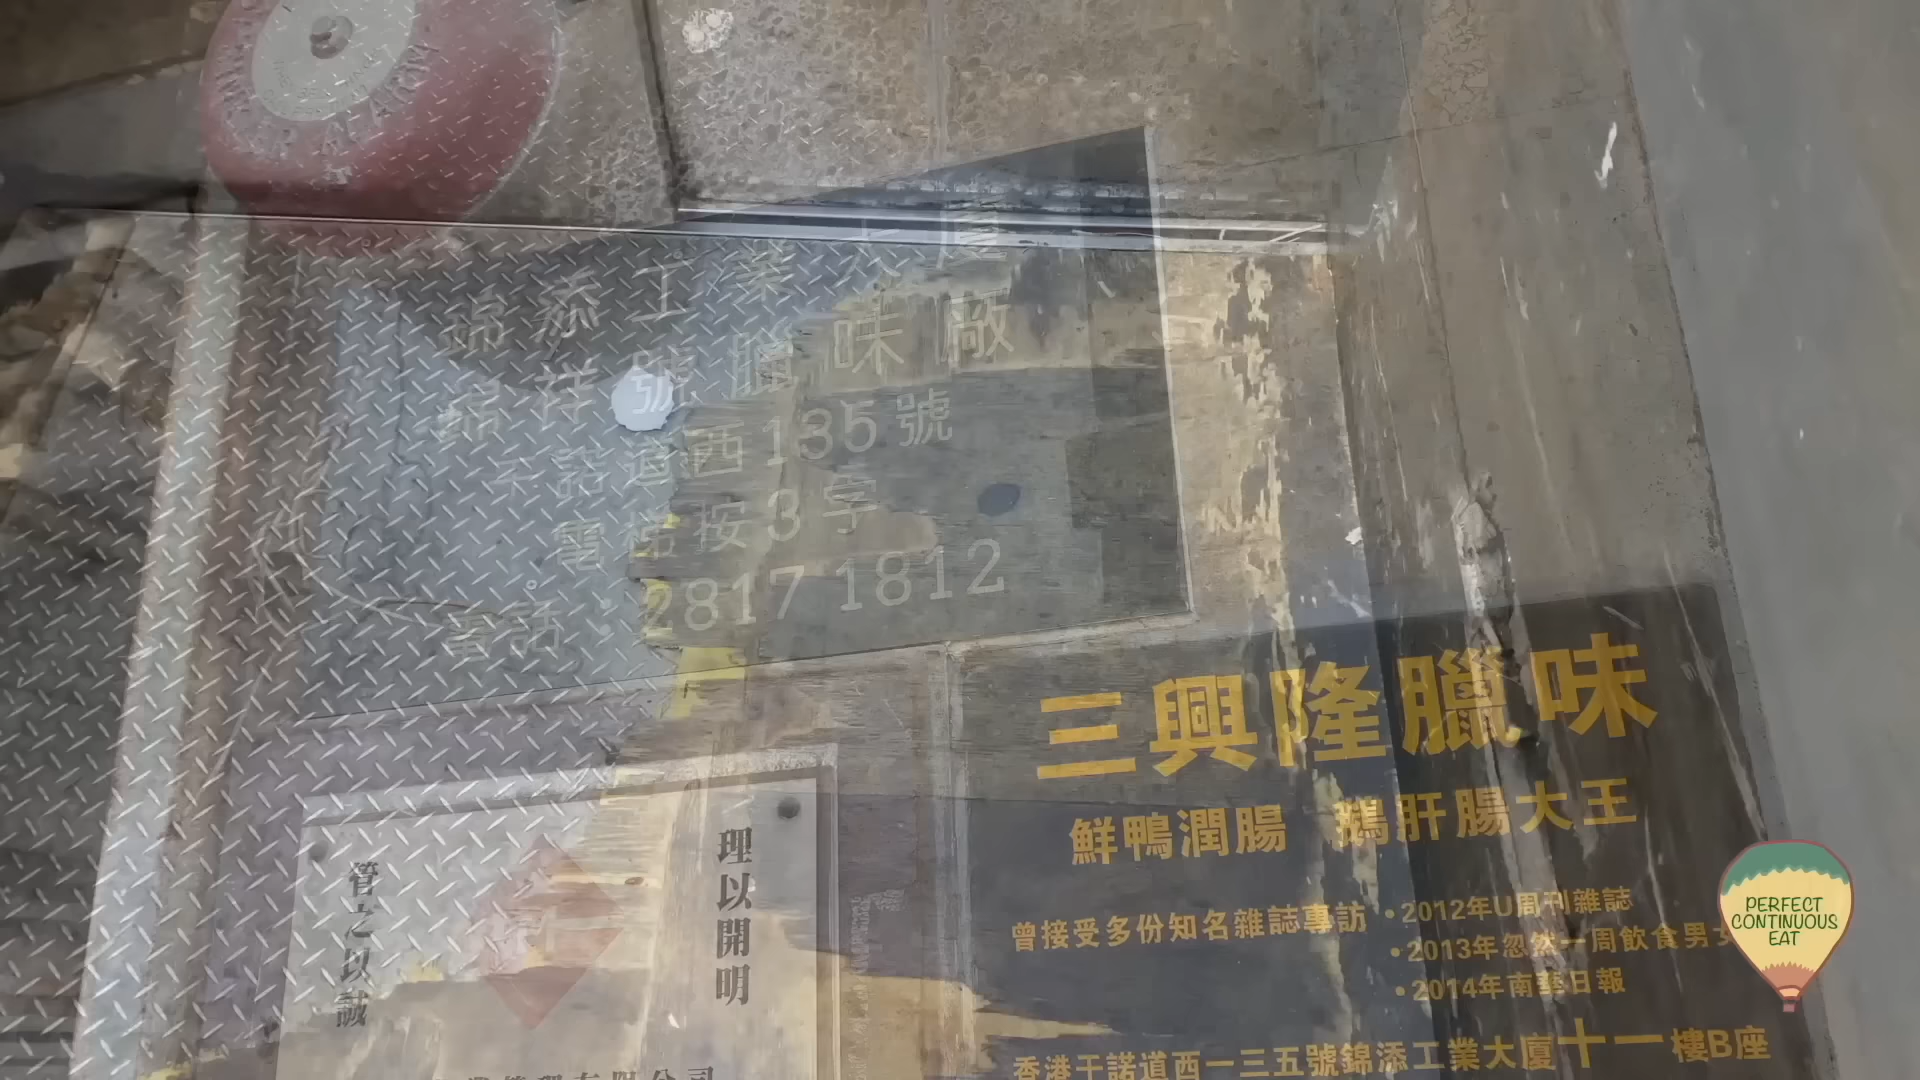 錦添工業大廈
錦祥號臘味廠
干諾道西135號
電梯按3字
電話：2817 1812
三興隆臘味
鮮鴨潤腸 鵝肝腸大王
曾接受多份知名雜誌專訪
•2012年U周刊雜誌
•2013年忽然一周飲食男女
•2014年南華日報
香港干諾道西一三五號錦添工業大廈十一樓B座
理以開明
管之以誠
PERFECT
CONTINUOUS
EAT